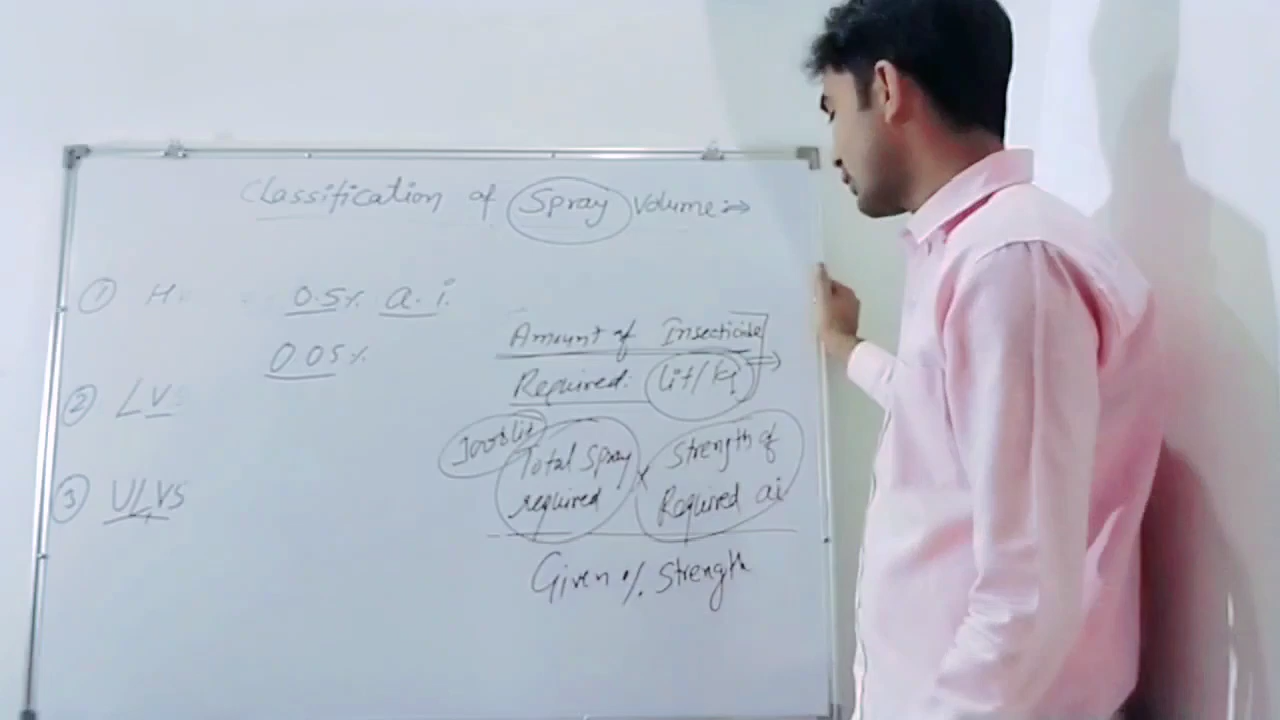 Classification of Spray Volume :→
① H
0.5% a.i.
0.05%
② LV
③ ULVS
Amount of Insecticide
Required: lit/kg →
Total Spray × Strength of
required Required ai
Given % Strength